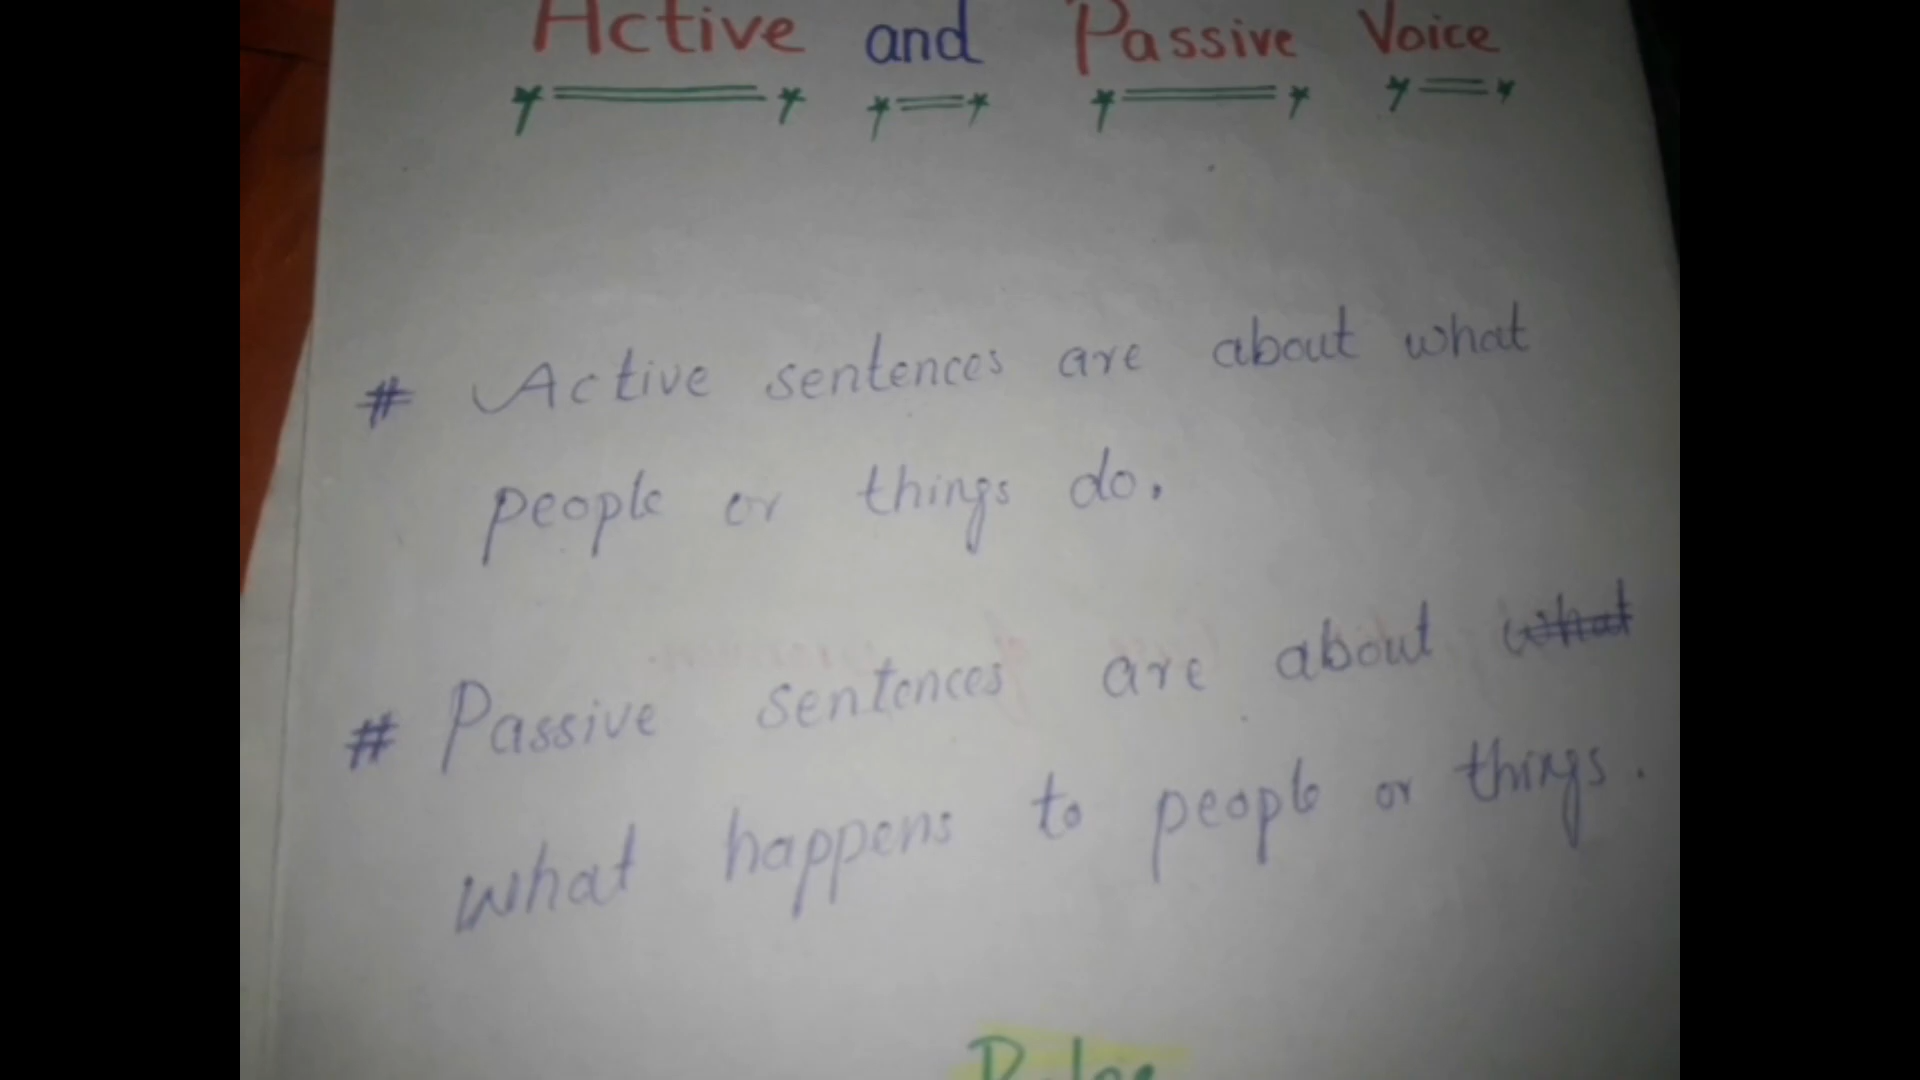 Active and Passive Voice
# Active sentences are about what
people or things do.
# Passive sentences are about what
what happens to people or things.
Rules